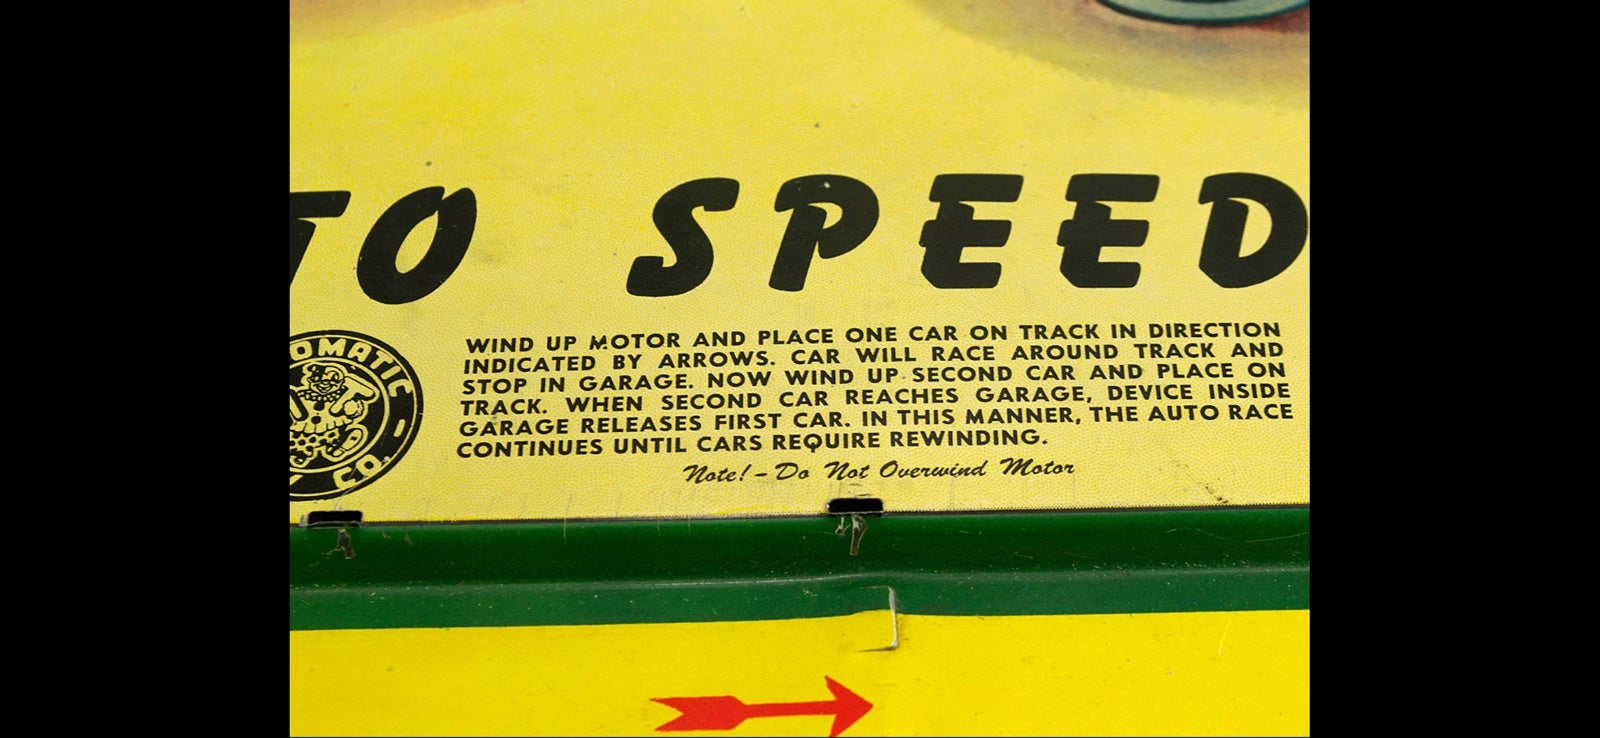 TO SPEED
WIND UP MOTOR AND PLACE ONE CAR ON TRACK IN DIRECTION
INDICATED BY ARROWS. CAR WILL RACE AROUND TRACK AND
STOP IN GARAGE. NOW WIND UP SECOND CAR AND PLACE ON
TRACK. WHEN SECOND CAR REACHES GARAGE, DEVICE INSIDE
GARAGE RELEASES FIRST CAR. IN THIS MANNER, THE AUTO RACE
CONTINUES UNTIL CARS REQUIRE REWINDING.
Note! - Do Not Overwind Motor
OMATIC
CO.